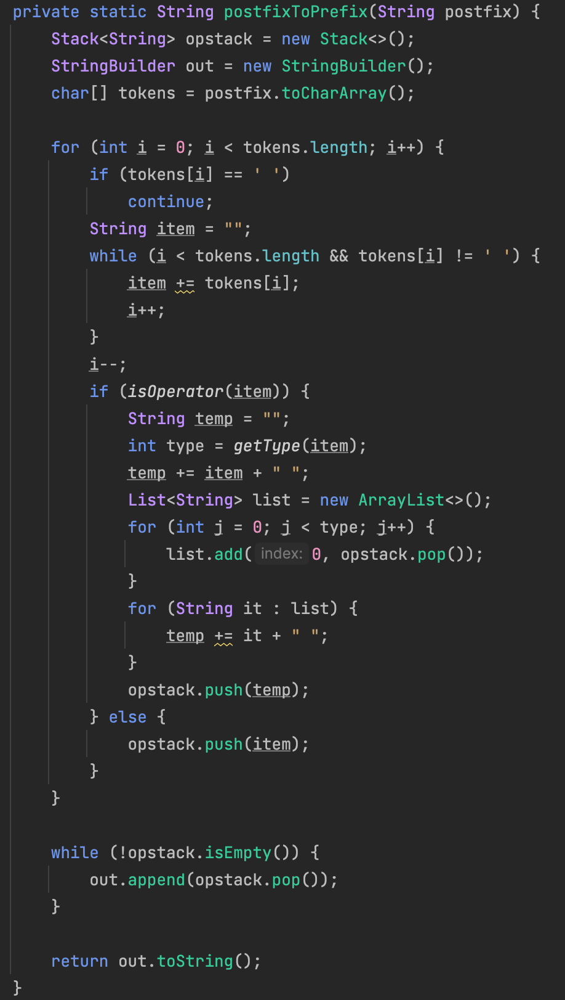 private static String postfixToPrefix(String postfix) {
    Stack<String> opstack = new Stack<>();
    StringBuilder out = new StringBuilder();
    char[] tokens = postfix.toCharArray();

    for (int i = 0; i < tokens.length; i++) {
        if (tokens[i] == ' ')
            continue;
        String item = "";
        while (i < tokens.length && tokens[i] != ' ') {
            item += tokens[i];
            i++;
        }
        i--;
        if (isOperator(item)) {
            String temp = "";
            int type = getType(item);
            temp += item + " ";
            List<String> list = new ArrayList<>();
            for (int j = 0; j < type; j++) {
                list.add( index: 0, opstack.pop());
            }
            for (String it : list) {
                temp += it + " ";
            }
            opstack.push(temp);
        } else {
            opstack.push(item);
        }
    }

    while (!opstack.isEmpty()) {
        out.append(opstack.pop());
    }

    return out.toString();
}